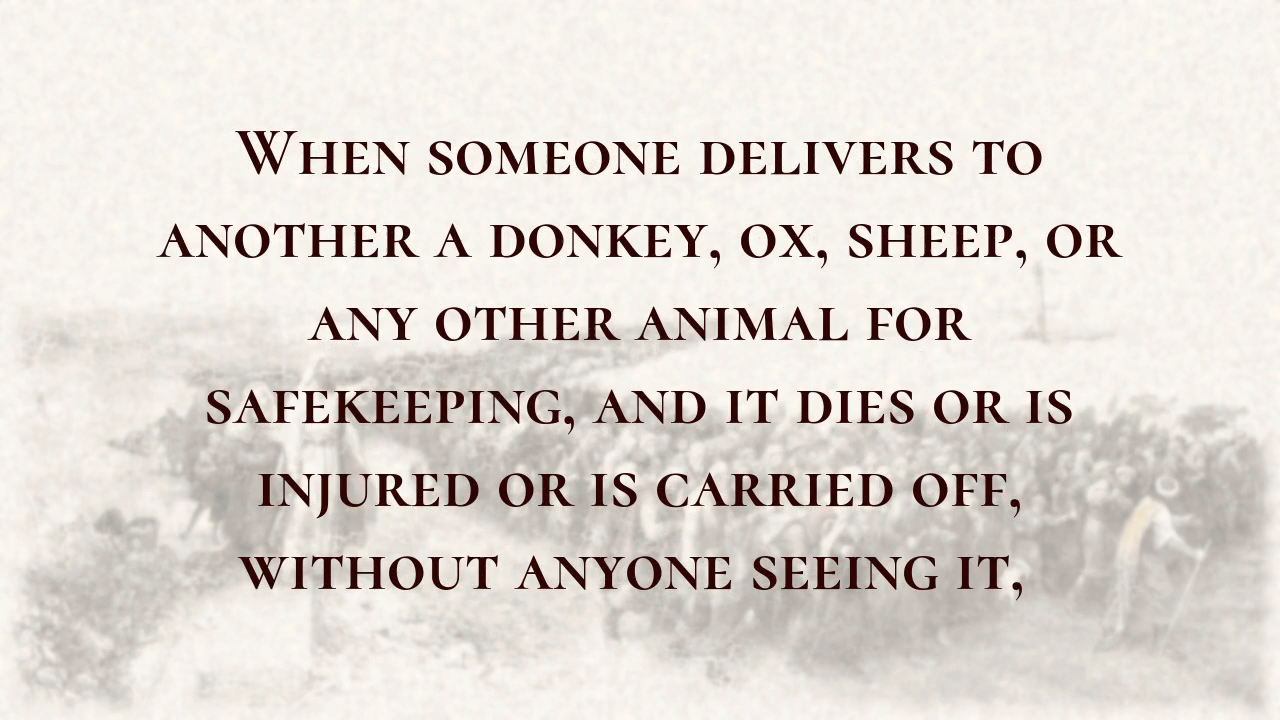 When someone delivers to
another a donkey, ox, sheep, or
any other animal for
safekeeping, and it dies or is
injured or is carried off,
without anyone seeing it,